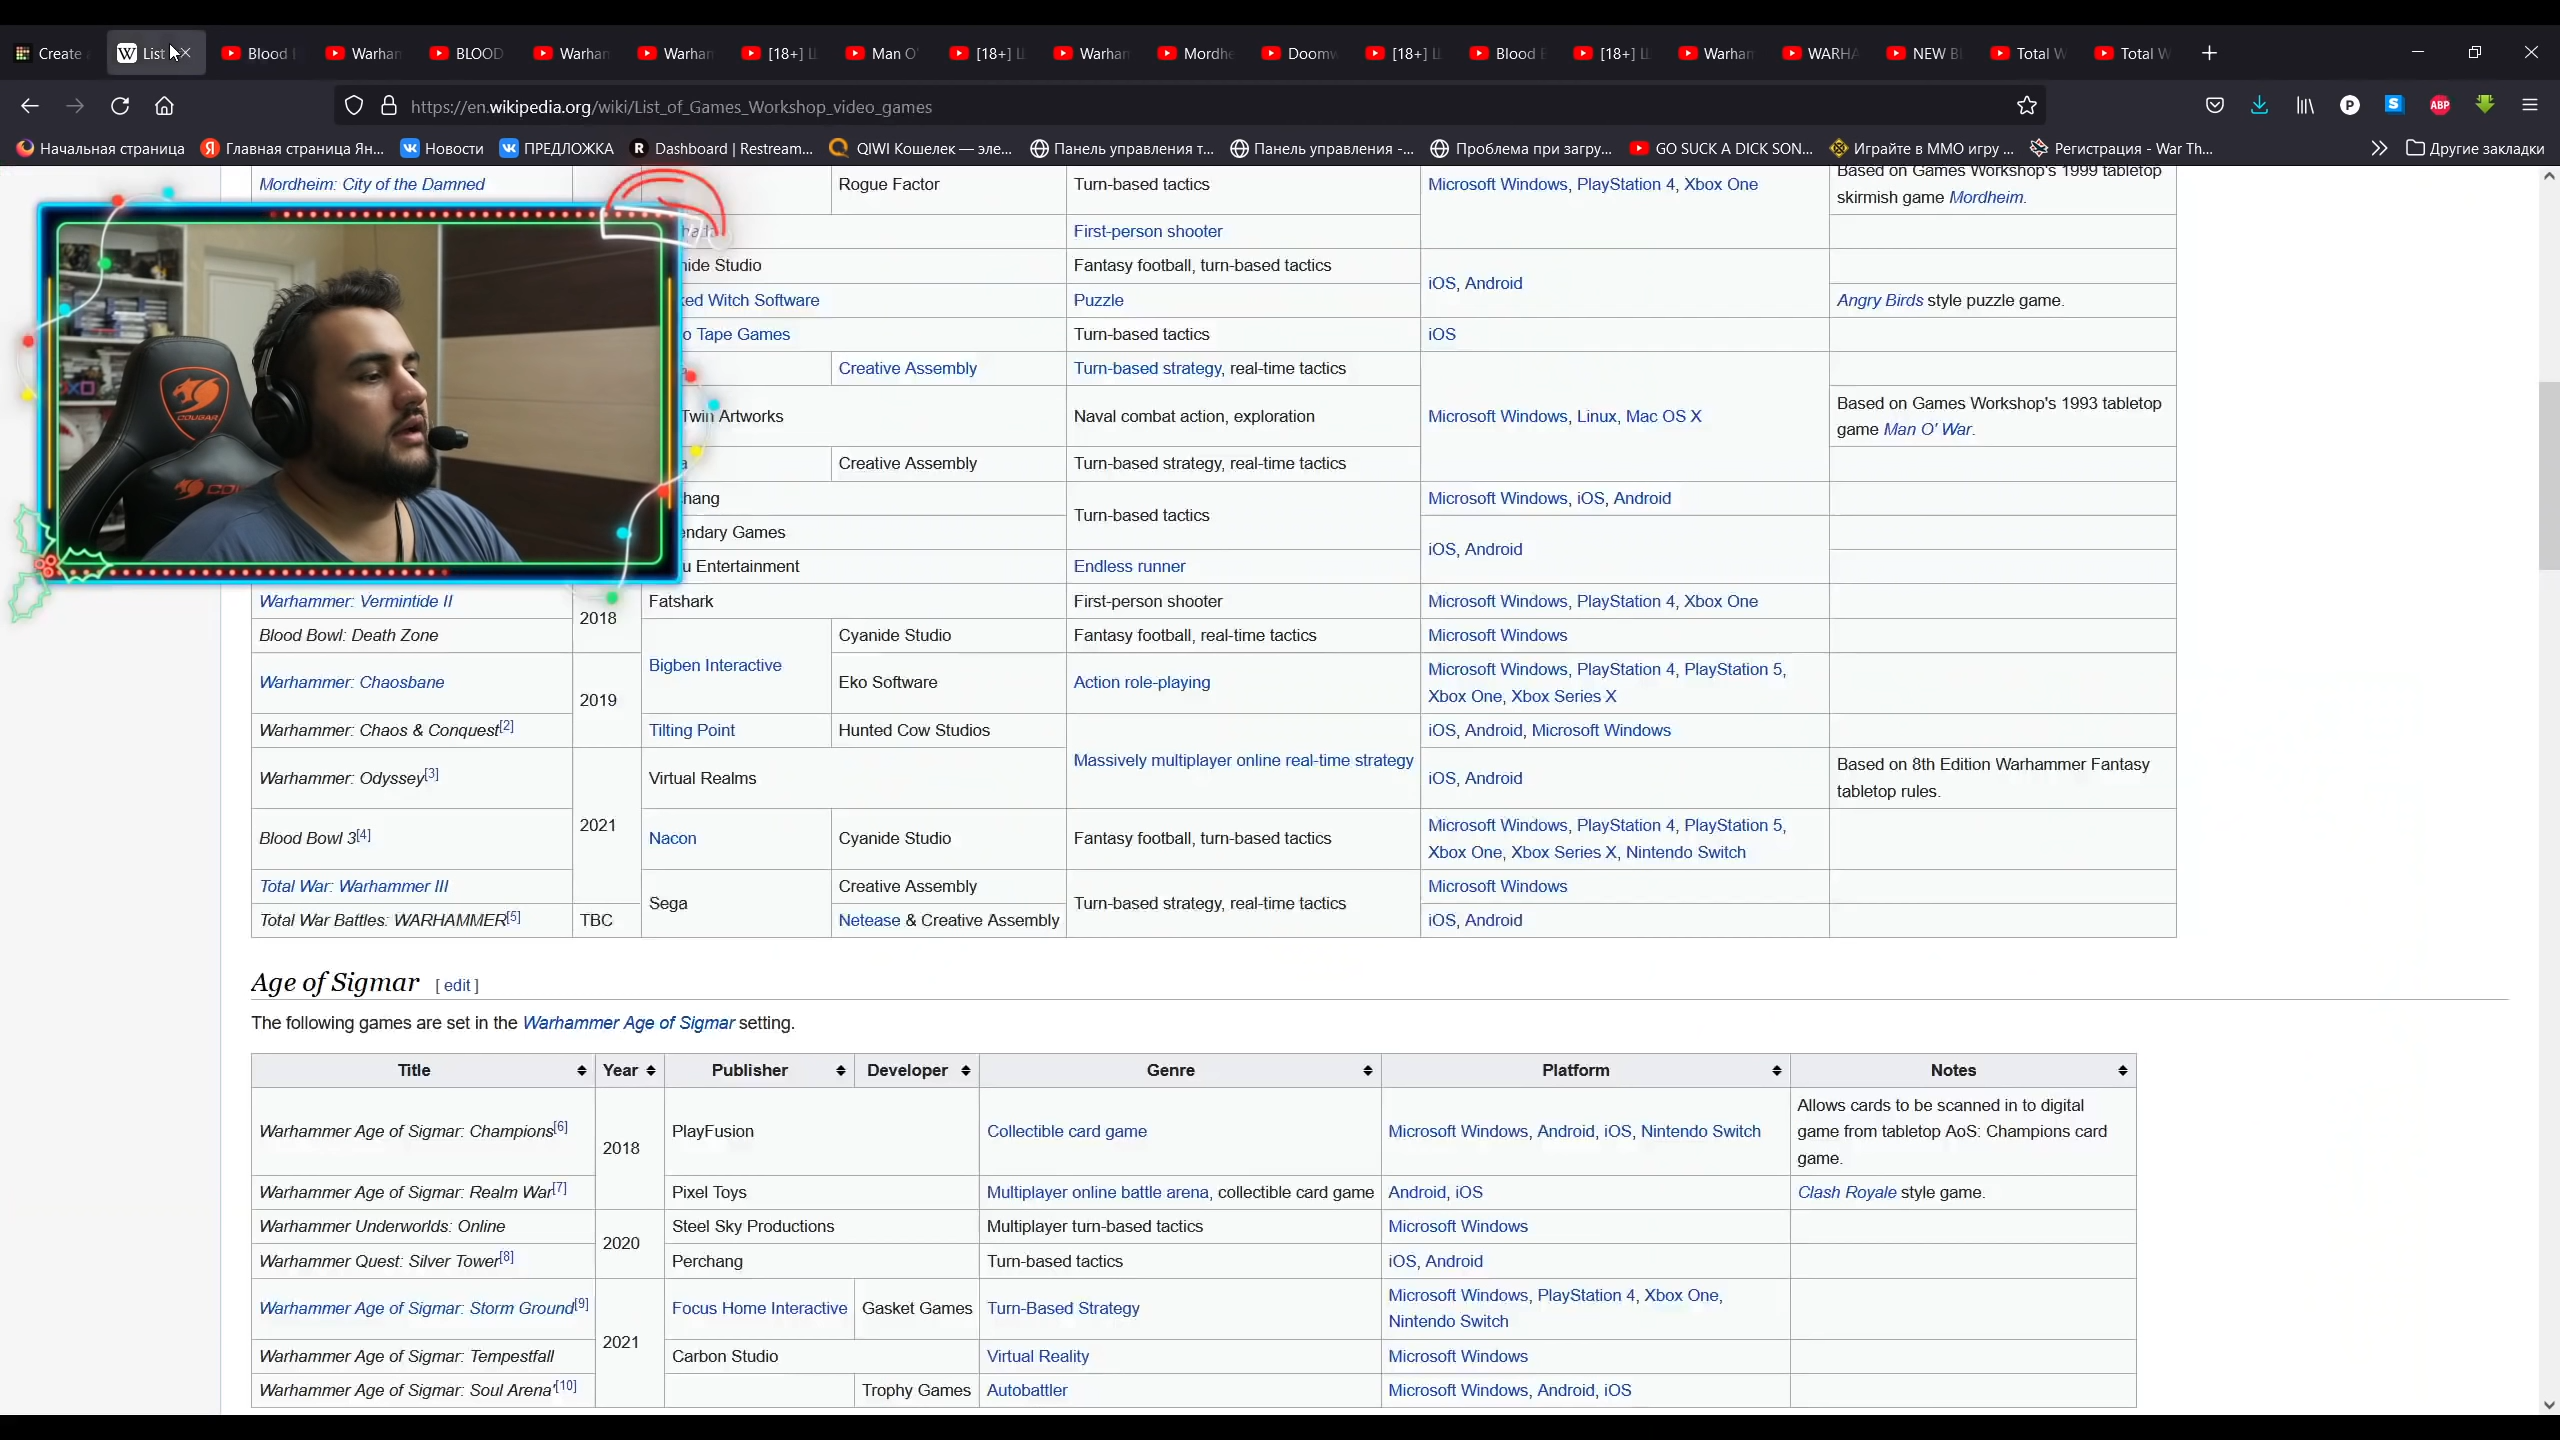 Create
List
Blood
Warhan
BLOOD
Warham
Warhan
[18+]
Man O'
[18+]
Warhan
Mordhe
Doomw
[18+]
Blood
[18+]
Warham
WARHA
NEW B
Total W
Total W
https://en.wikipedia.org/wiki/List_of_Games_Workshop_video_games
P
S
ABP
Начальная страница
Главная страница Ян...
Новости
ПРЕДЛОЖКА
Dashboard | Restream...
QIWI Кошелек — эле...
Панель управления т...
Панель управления -...
Проблема при загру...
GO SUCK A DICK SON...
Играйте в ММО игру ...
Регистрация - War Th...
Другие закладки
Mordheim: City of the Damned
Rogue Factor
Turn-based tactics
Microsoft Windows, PlayStation 4, Xbox One
Based on Games Workshop's 1999 tabletop
skirmish game Mordheim.
First-person shooter
nide Studio
Fantasy football, turn-based tactics
iOS, Android
ked Witch Software
Puzzle
Angry Birds style puzzle game.
o Tape Games
Turn-based tactics
iOS
Creative Assembly
Turn-based strategy, real-time tactics
Microsoft Windows, Linux, Mac OS X
Twin Artworks
Naval combat action, exploration
Based on Games Workshop's 1993 tabletop
game Man O' War.
Creative Assembly
Turn-based strategy, real-time tactics
hang
Turn-based tactics
Microsoft Windows, iOS, Android
endary Games
iOS, Android
u Entertainment
Endless runner
COUGAR
Warhammer: Vermintide II
2018
Fatshark
First-person shooter
Microsoft Windows, PlayStation 4, Xbox One
Blood Bowl: Death Zone
Bigben Interactive
Cyanide Studio
Fantasy football, real-time tactics
Microsoft Windows
Warhammer: Chaosbane
2019
Eko Software
Action role-playing
Microsoft Windows, PlayStation 4, PlayStation 5,
Xbox One, Xbox Series X
Warhammer: Chaos & Conquest[2]
Tilting Point
Hunted Cow Studios
Massively multiplayer online real-time strategy
iOS, Android, Microsoft Windows
Warhammer: Odyssey[3]
2021
Virtual Realms
iOS, Android
Based on 8th Edition Warhammer Fantasy
tabletop rules.
Blood Bowl 3[4]
Nacon
Cyanide Studio
Fantasy football, turn-based tactics
Microsoft Windows, PlayStation 4, PlayStation 5,
Xbox One, Xbox Series X, Nintendo Switch
Total War: Warhammer III
Sega
Creative Assembly
Turn-based strategy, real-time tactics
Microsoft Windows
Total War Battles: WARHAMMER[5]
TBC
Netease & Creative Assembly
iOS, Android
Age of Sigmar [ edit ]
The following games are set in the Warhammer Age of Sigmar setting.
Title
Year
Publisher
Developer
Genre
Platform
Notes
Warhammer Age of Sigmar: Champions[6]
2018
PlayFusion
Collectible card game
Microsoft Windows, Android, iOS, Nintendo Switch
Allows cards to be scanned in to digital
game from tabletop AoS: Champions card
game.
Warhammer Age of Sigmar: Realm War[7]
Pixel Toys
Multiplayer online battle arena, collectible card game
Android, iOS
Clash Royale style game.
Warhammer Underworlds: Online
2020
Steel Sky Productions
Multiplayer turn-based tactics
Microsoft Windows
Warhammer Quest: Silver Tower[8]
Perchang
Turn-based tactics
iOS, Android
Warhammer Age of Sigmar: Storm Ground[9]
2021
Focus Home Interactive
Gasket Games
Turn-Based Strategy
Microsoft Windows, PlayStation 4, Xbox One,
Nintendo Switch
Warhammer Age of Sigmar: Tempestfall
Carbon Studio
Virtual Reality
Microsoft Windows
Warhammer Age of Sigmar: Soul Arena'[10]
Trophy Games
Autobattler
Microsoft Windows, Android, iOS